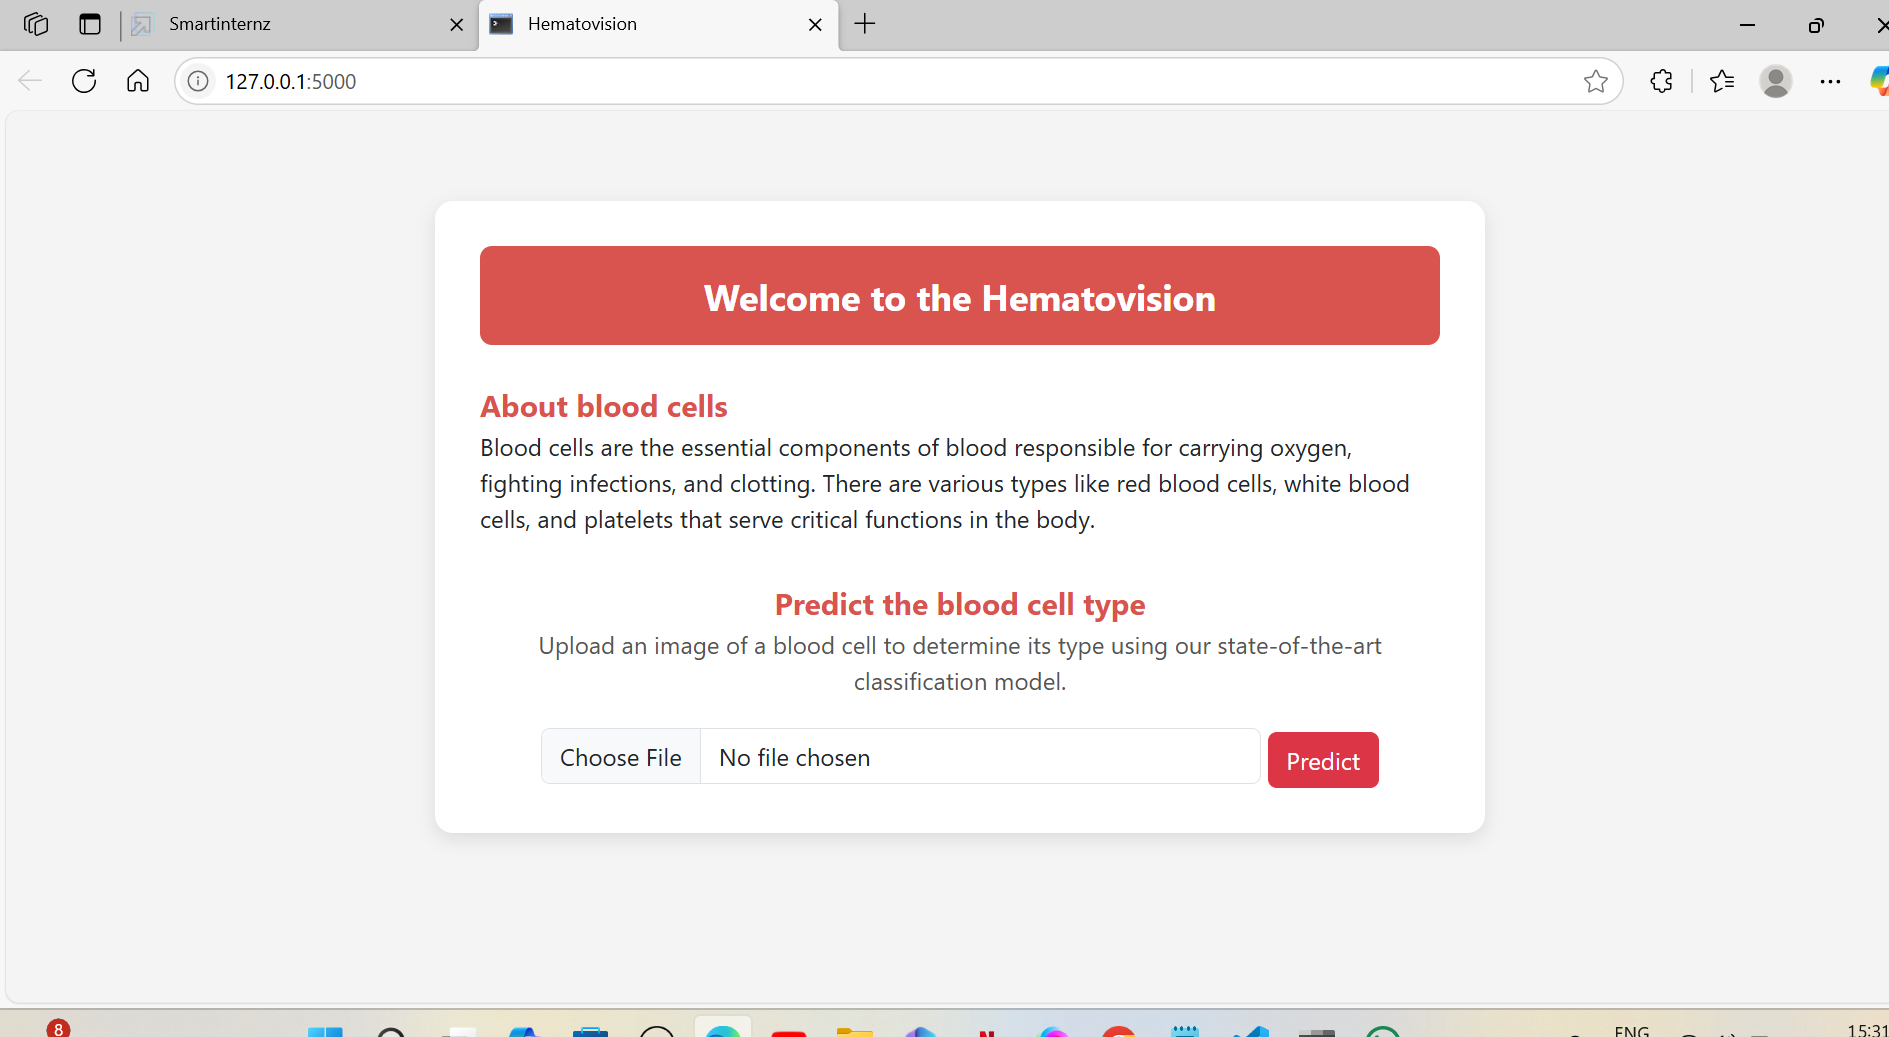 Smartinternz
Hematovision
127.0.0.1:5000
Welcome to the Hematovision
About blood cells
Blood cells are the essential components of blood responsible for carrying oxygen,
fighting infections, and clotting. There are various types like red blood cells, white blood
cells, and platelets that serve critical functions in the body.
Predict the blood cell type
Upload an image of a blood cell to determine its type using our state-of-the-art
classification model.
Choose File No file chosen Predict
8
N
ENG
15:31